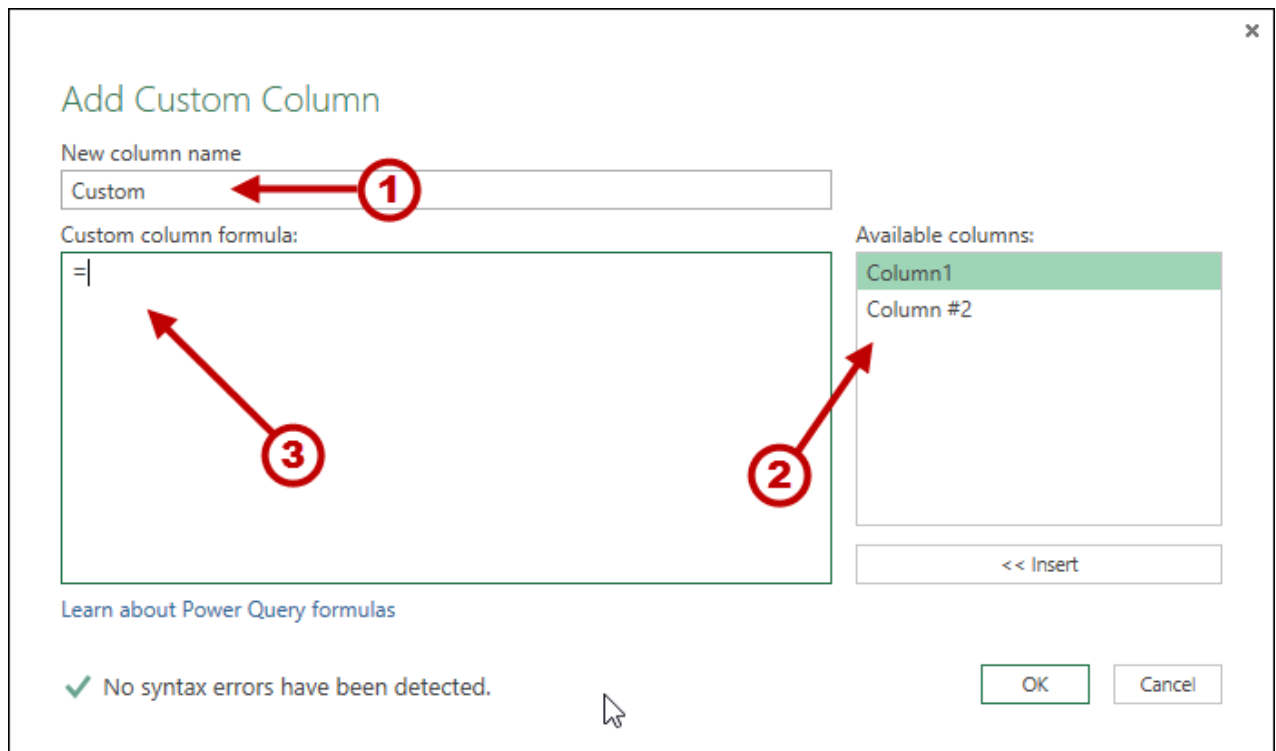 ×
Add Custom Column
New column name
Custom
1
Custom column formula:
Available columns:
=
Column1
Column #2
3
2
<< Insert
Learn about Power Query formulas
No syntax errors have been detected.
OK
Cancel